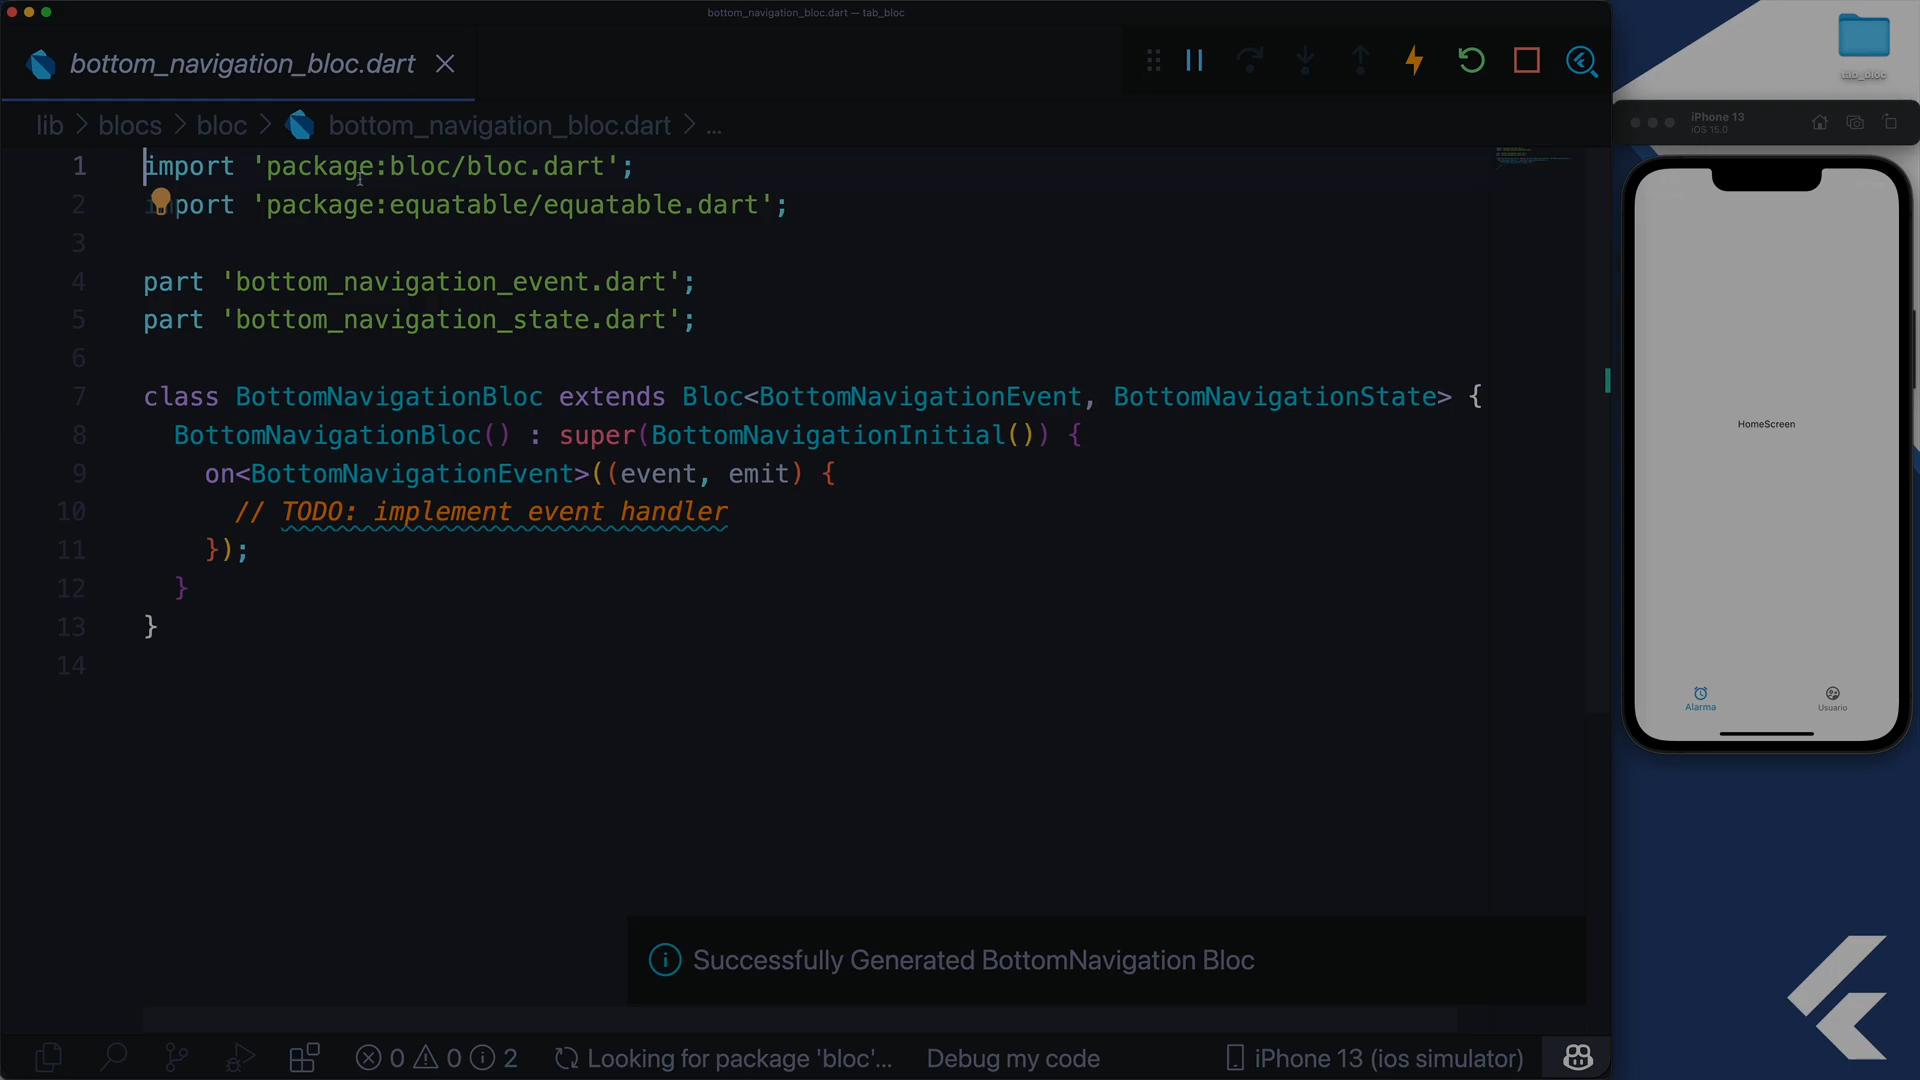 bottom_navigation_bloc.dart — tab_bloc
bottom_navigation_bloc.dart
lib > blocs > bloc > bottom_navigation_bloc.dart > ...
1 import 'package:bloc/bloc.dart';
2 import 'package:equatable/equatable.dart';
3
4 part 'bottom_navigation_event.dart';
5 part 'bottom_navigation_state.dart';
6
7 class BottomNavigationBloc extends Bloc<BottomNavigationEvent, BottomNavigationState> {
8 BottomNavigationBloc() : super(BottomNavigationInitial()) {
9 on<BottomNavigationEvent>((event, emit) {
10 // TODO: implement event handler
11 });
12 }
13 }
14
Successfully Generated BottomNavigation Bloc
0 0 2 Looking for package 'bloc'... Debug my code iPhone 13 (ios simulator)
tab_bloc
iPhone 13
iOS 15.0
HomeScreen
Alarma Usuario